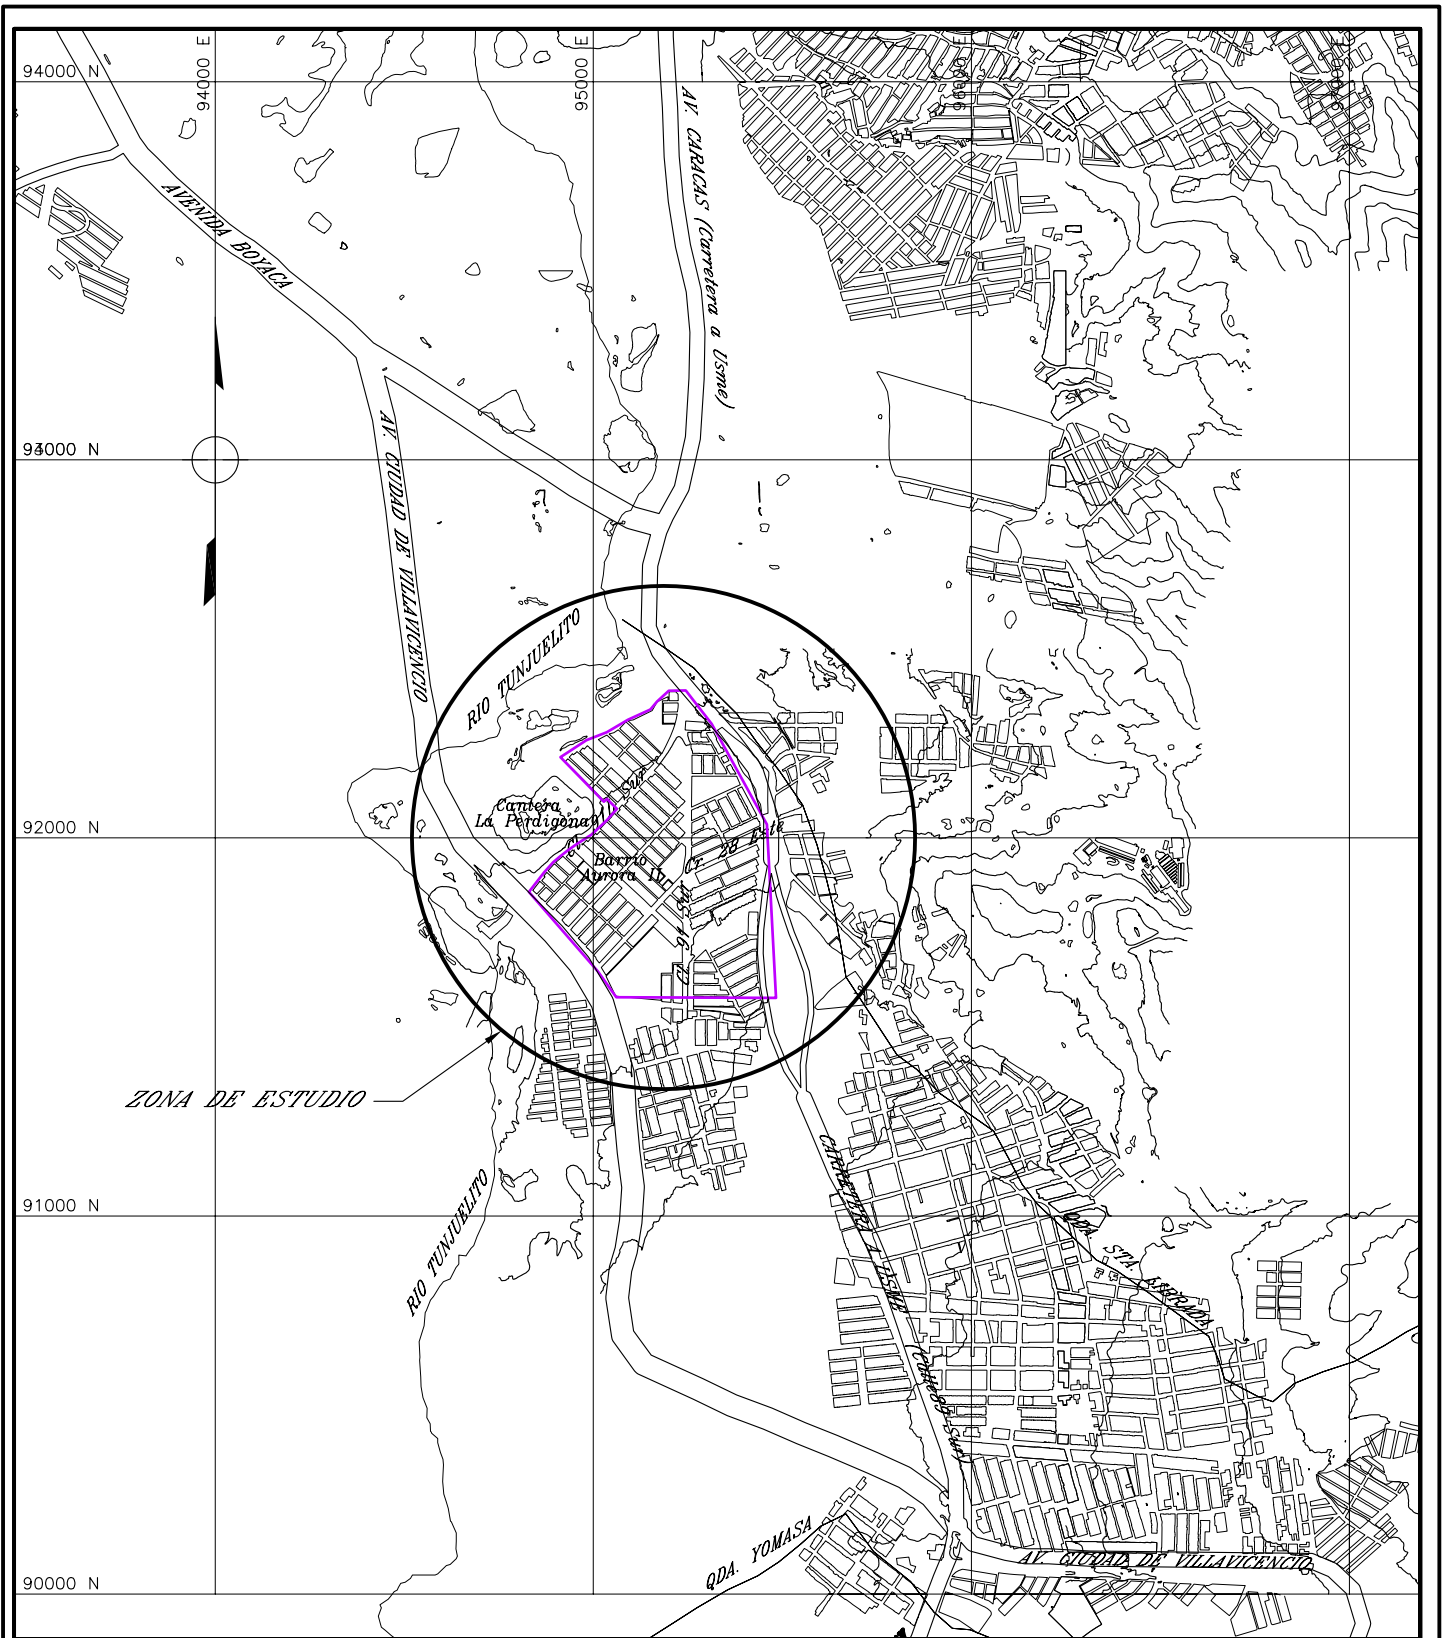 94000 N
94000 E
95000 E
96000 E
AV. CARACAS (Carretera a Usme)
AVENIDA BOYACA
AV. CIUDAD DE VILLAVICENCIO
RIO TUNJUELITO
Sur
Cantera
La Perdigona
92000 N
Cr. 28 Este
Barrio
Aurora II
ZONA DE ESTUDIO
RIO TUNJUELITO
91000 N
CARRETERA A USME
QDA. STA. LIBRADA
QDA. YOMASA
AV. CIUDAD DE VILLAVICENCIO
90000 N